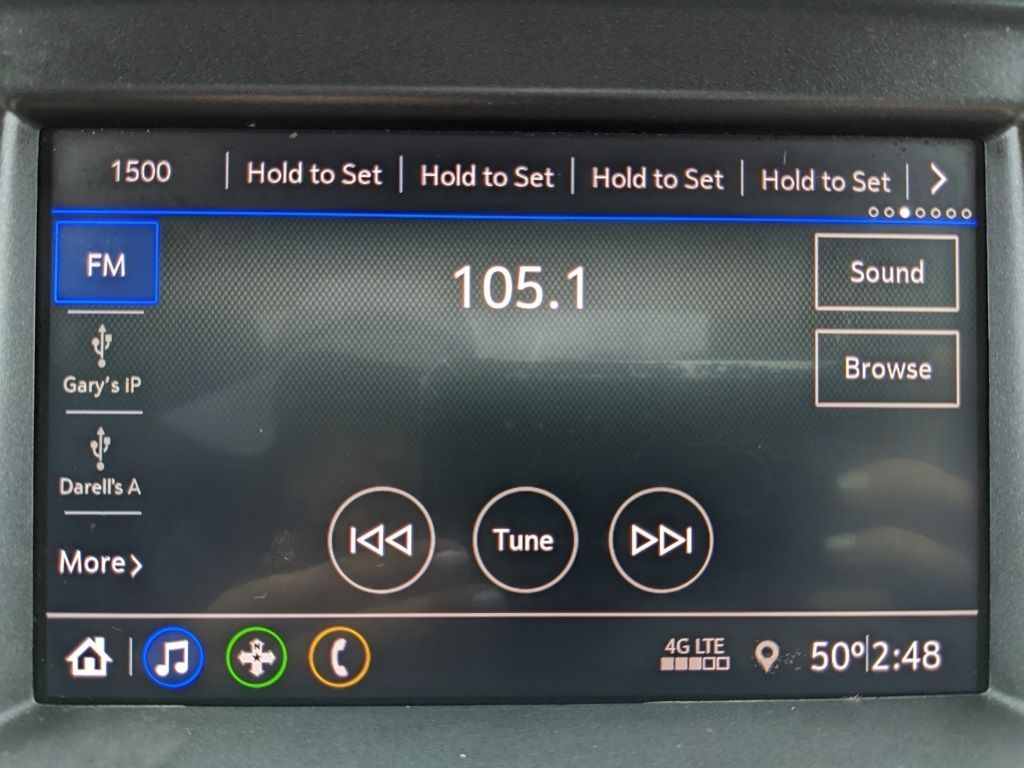 1500 Hold to Set Hold to Set Hold to Set Hold to Set
FM
105.1
Sound
Gary's iP
Browse
Darell's A
Tune
More
N
4G LTE
50° 2:48